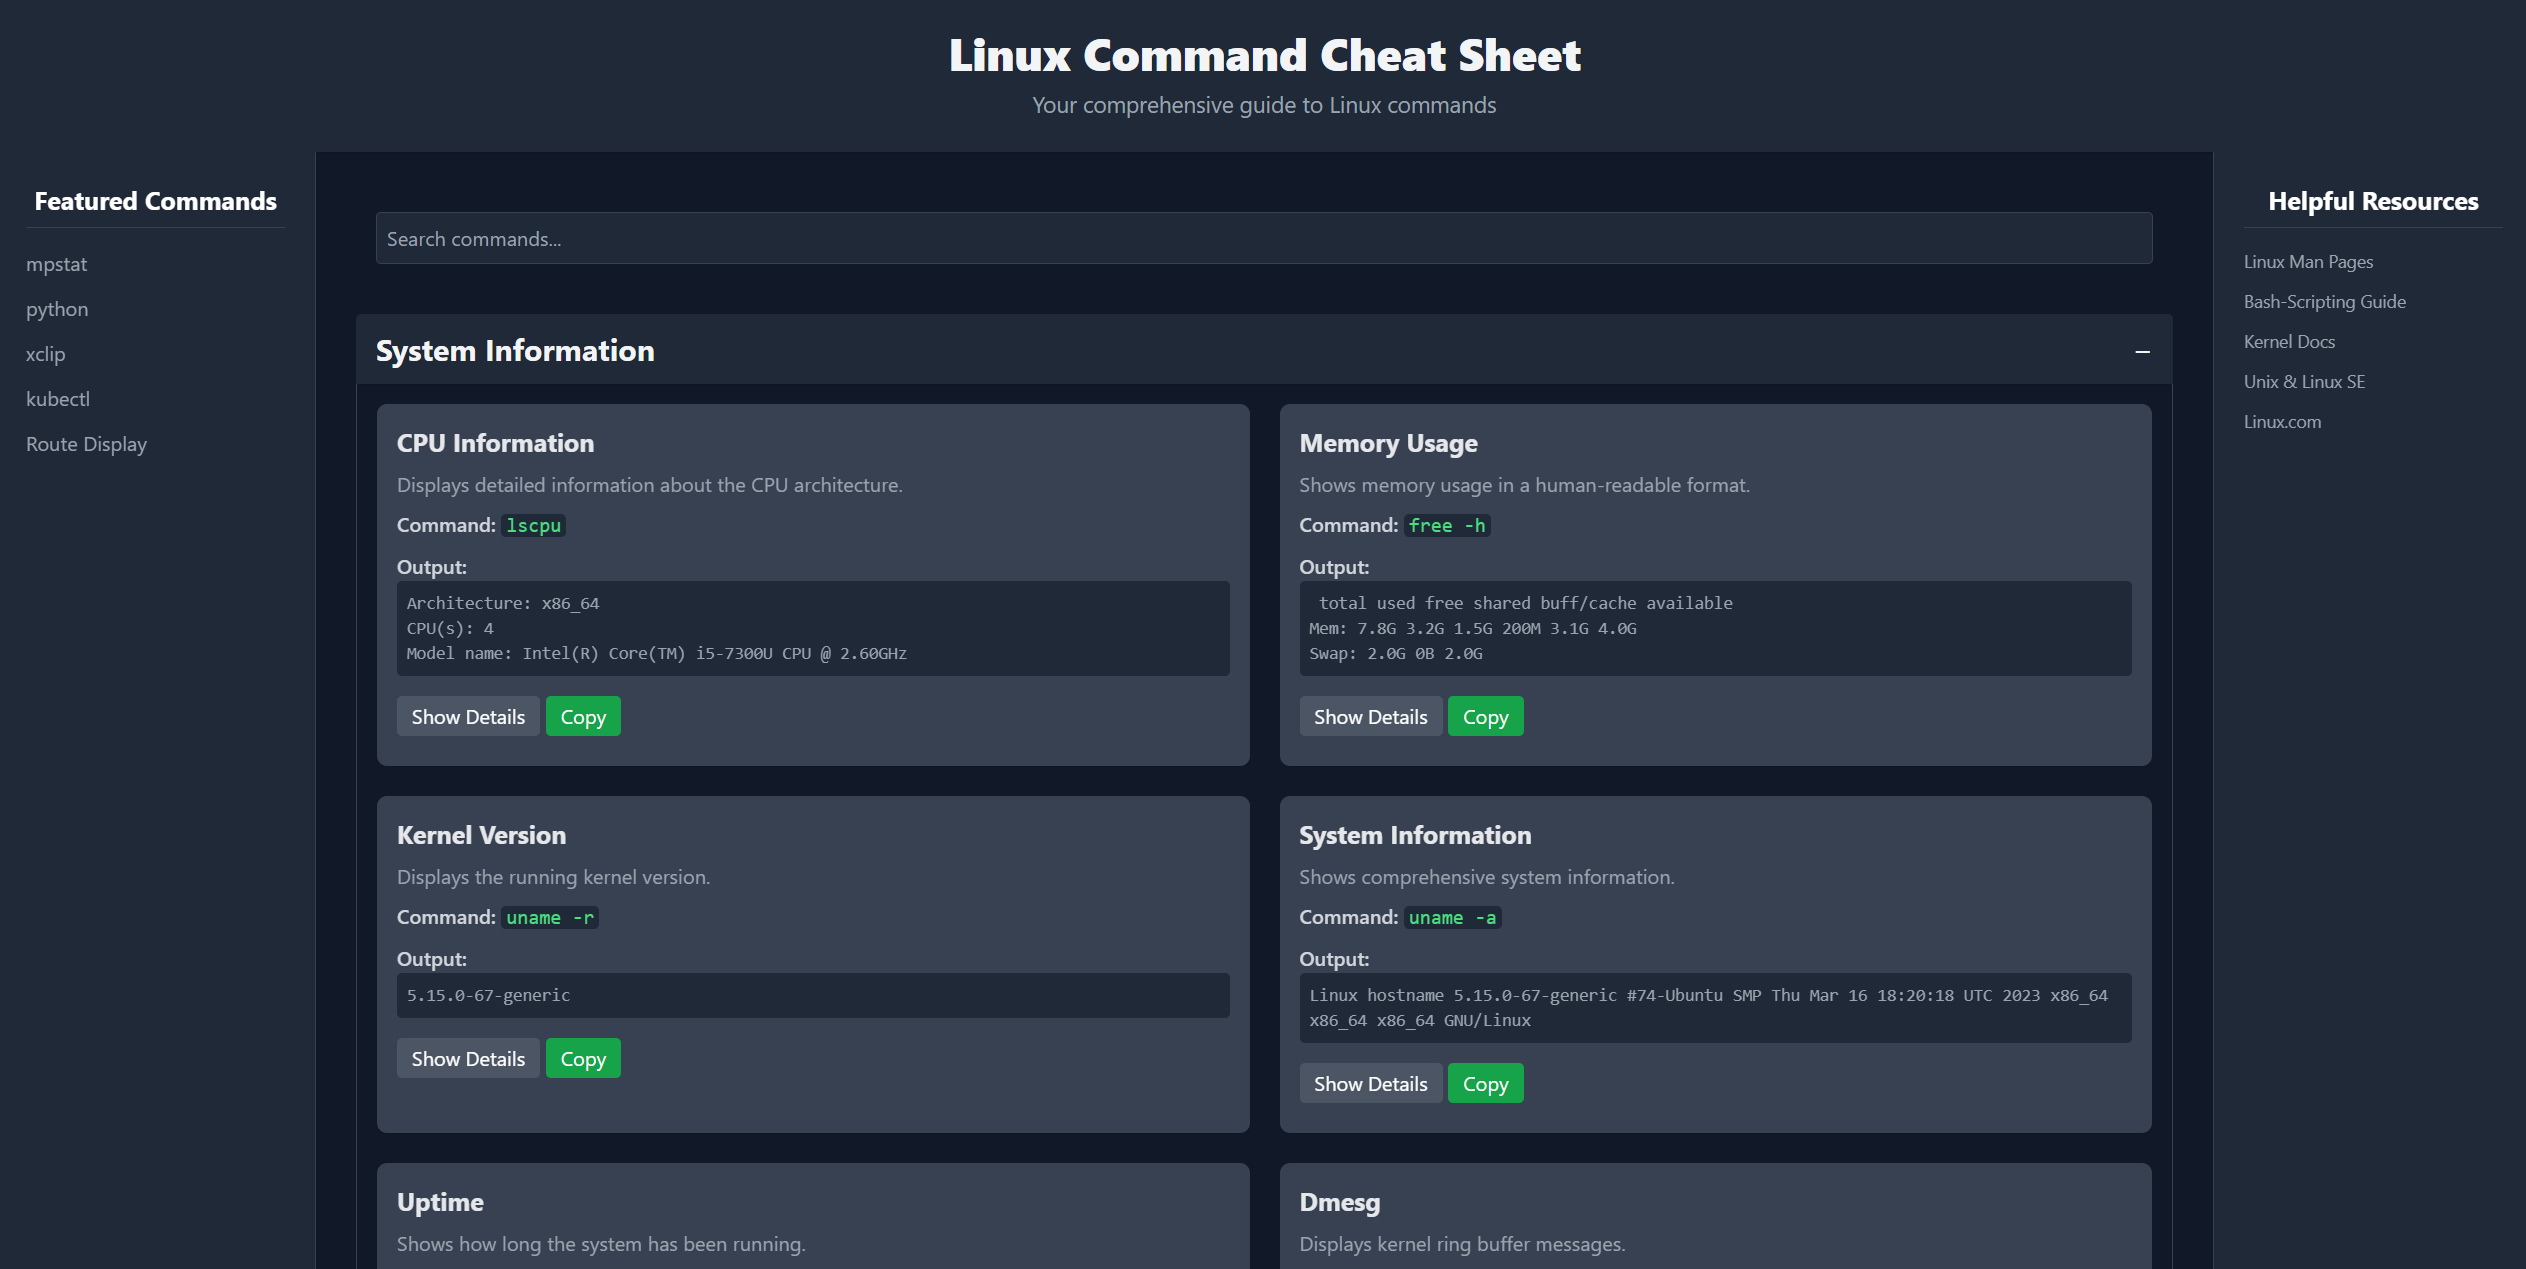 Linux Command Cheat Sheet
Your comprehensive guide to Linux commands
Featured Commands
mpstat
python
xclip
kubectl
Route Display
Search commands...
System Information
–
CPU Information
Displays detailed information about the CPU architecture.
Command: lscpu
Output:
Architecture: x86_64
CPU(s): 4
Model name: Intel(R) Core(TM) i5-7300U CPU @ 2.60GHz
Show Details Copy
Memory Usage
Shows memory usage in a human-readable format.
Command: free -h
Output:
total used free shared buff/cache available
Mem: 7.8G 3.2G 1.5G 200M 3.1G 4.0G
Swap: 2.0G 0B 2.0G
Show Details Copy
Kernel Version
Displays the running kernel version.
Command: uname -r
Output:
5.15.0-67-generic
Show Details Copy
System Information
Shows comprehensive system information.
Command: uname -a
Output:
Linux hostname 5.15.0-67-generic #74-Ubuntu SMP Thu Mar 16 18:20:18 UTC 2023 x86_64
x86_64 x86_64 GNU/Linux
Show Details Copy
Uptime
Shows how long the system has been running.
Dmesg
Displays kernel ring buffer messages.
Helpful Resources
Linux Man Pages
Bash-Scripting Guide
Kernel Docs
Unix & Linux SE
Linux.com